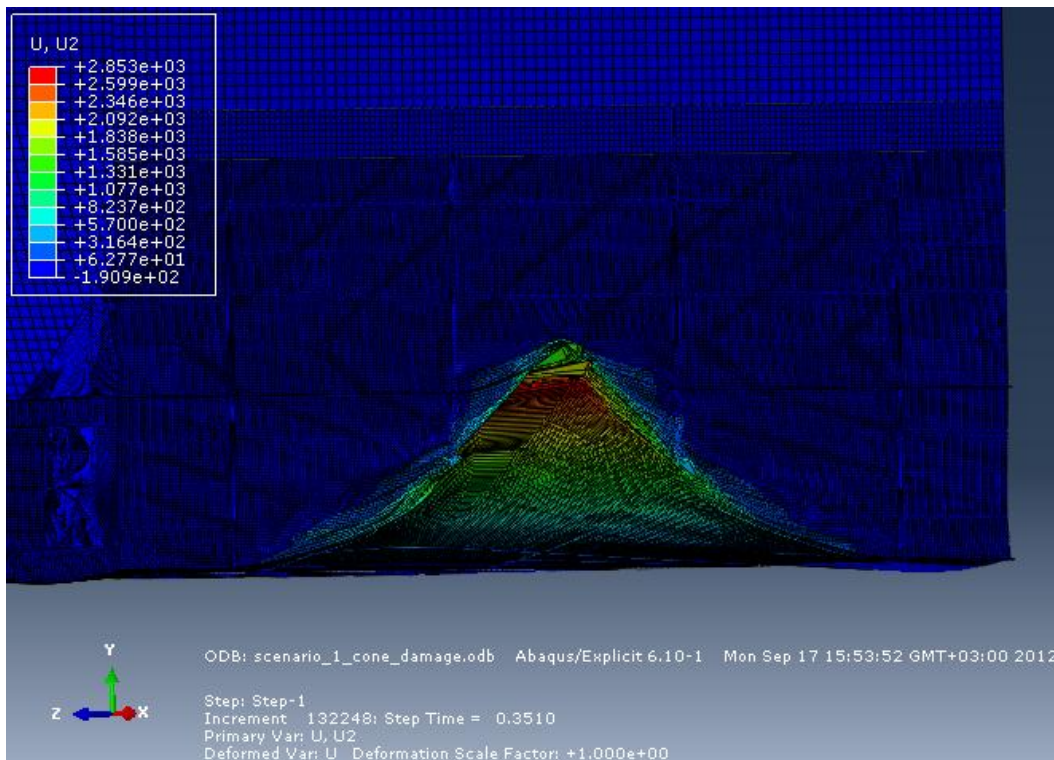 U, U2
+2.853e+03
+2.599e+03
+2.346e+03
+2.092e+03
+1.838e+03
+1.585e+03
+1.331e+03
+1.077e+03
+8.237e+02
+5.700e+02
+3.164e+02
+6.277e+01
-1.909e+02
Y
Z X
ODB: scenario_1_cone_damage.odb Abaqus/Explicit 6.10-1 Mon Sep 17 15:53:52 GMT+03:00 2012
Step: Step-1
Increment 132248: Step Time = 0.3510
Primary Var: U, U2
Deformed Var: U Deformation Scale Factor: +1.000e+00